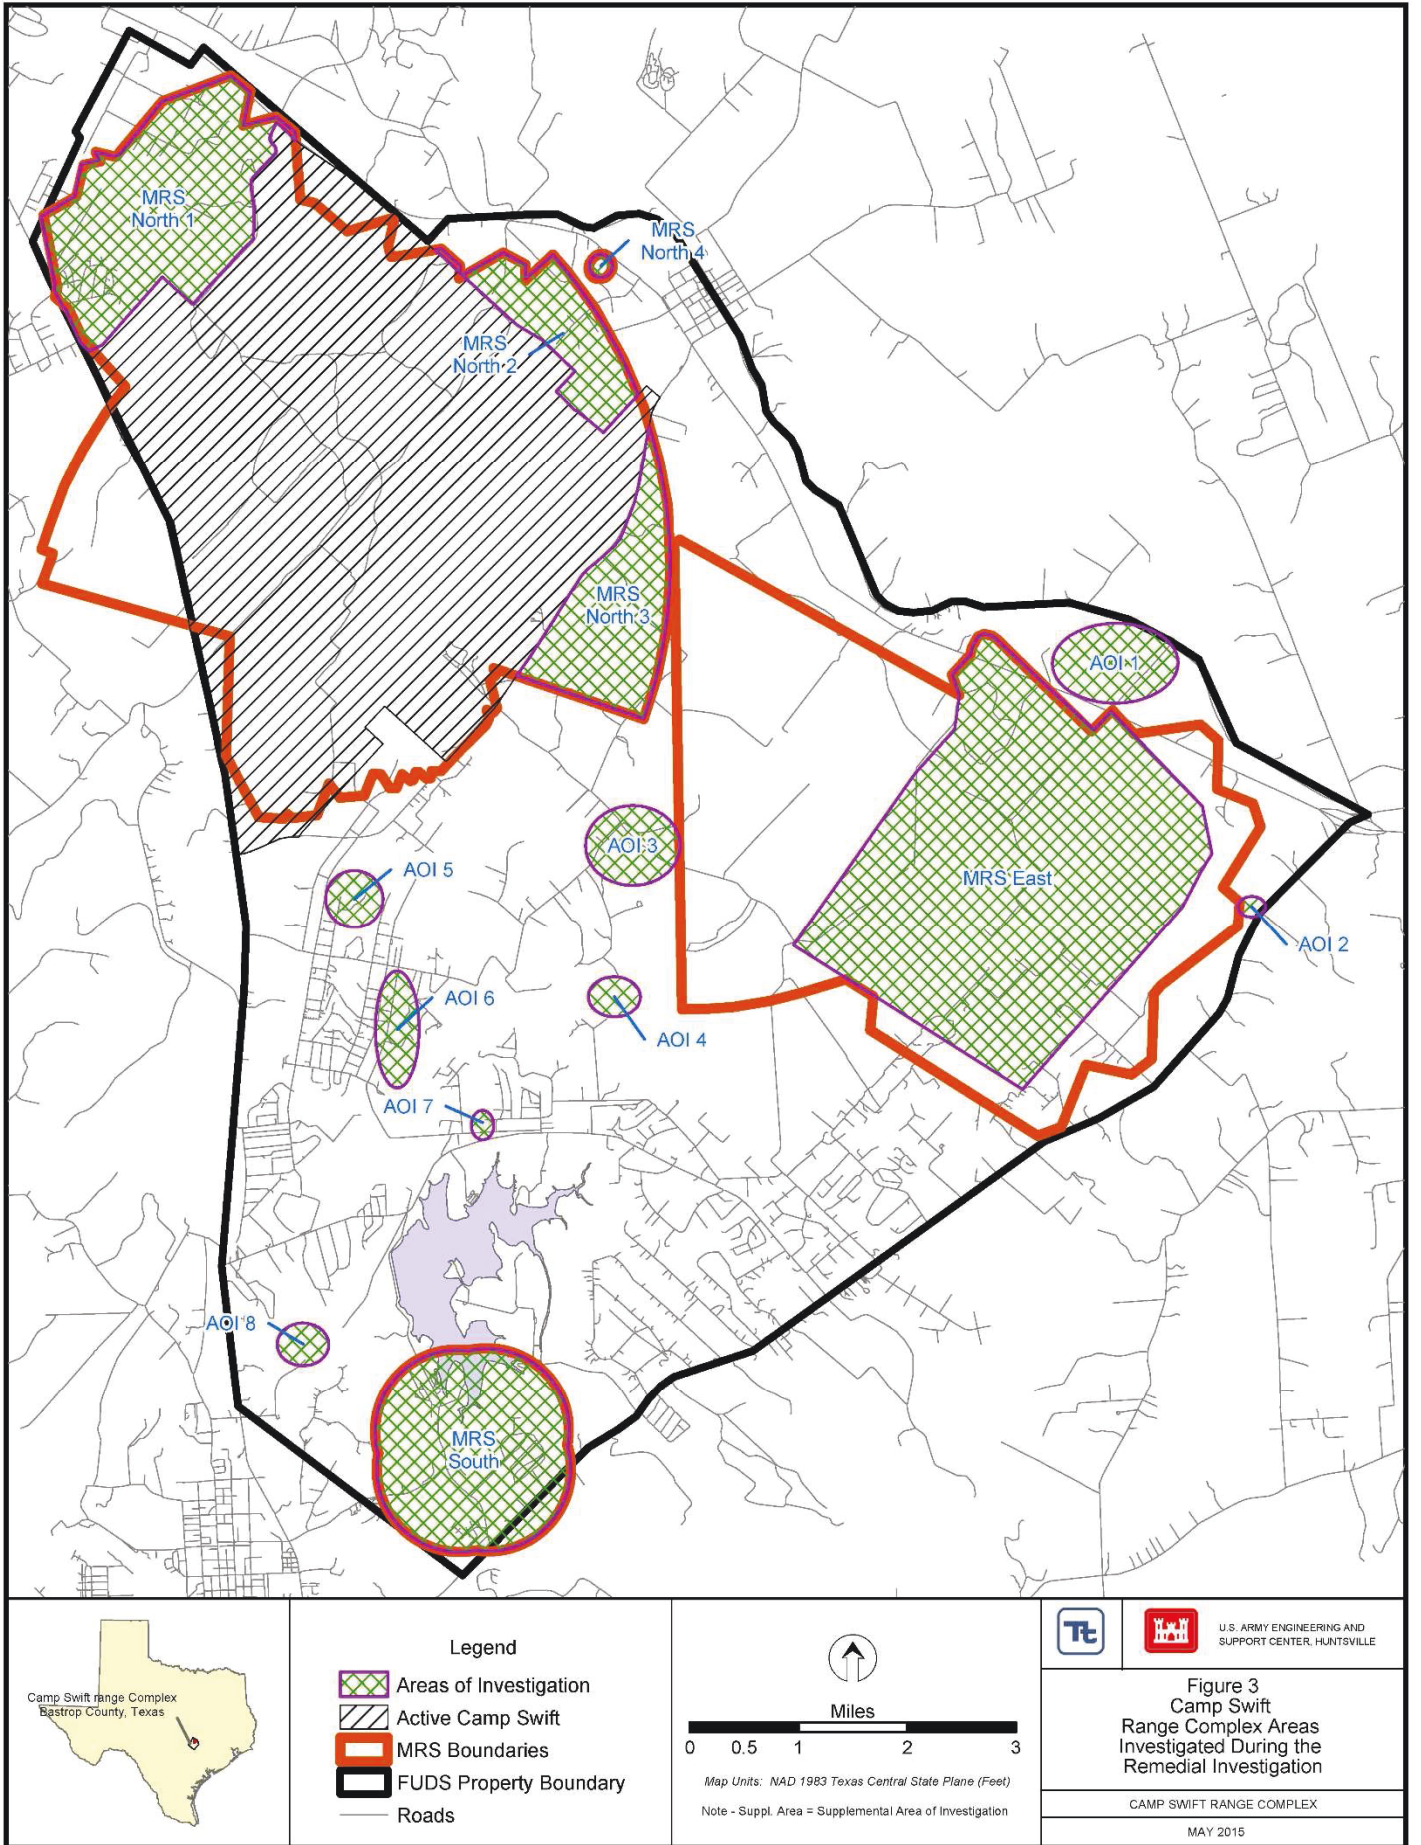 MRS
North 1
MRS
North 4
MRS
North 2
MRS
North 3
AOI 1
AOI 3
MRS East
AOI 5
AOI 2
AOI 6
AOI 4
AOI 7
AOI 8
MRS
South
Camp Swift range Complex
Bastrop County, Texas
Legend
Areas of Investigation
Active Camp Swift
MRS Boundaries
FUDS Property Boundary
Roads
Miles
0 0.5 1 2 3
Map Units: NAD 1983 Texas Central State Plane (Feet)
Note - Suppl. Area = Supplemental Area of Investigation
Tt
U.S. ARMY ENGINEERING AND
SUPPORT CENTER, HUNTSVILLE
Figure 3
Camp Swift
Range Complex Areas
Investigated During the
Remedial Investigation
CAMP SWIFT RANGE COMPLEX
MAY 2015